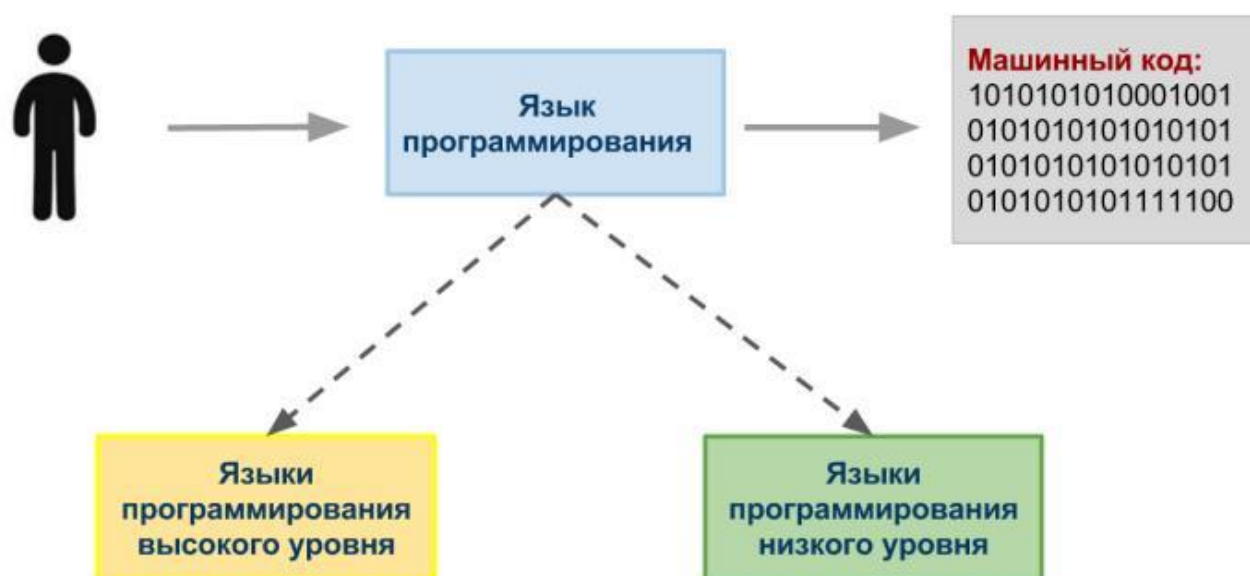 Язык
программирования
Машинный код:
1010101010001001
0101010101010101
0101010101010101
0101010101111100
Языки
программирования
высокого уровня
Языки
программирования
низкого уровня